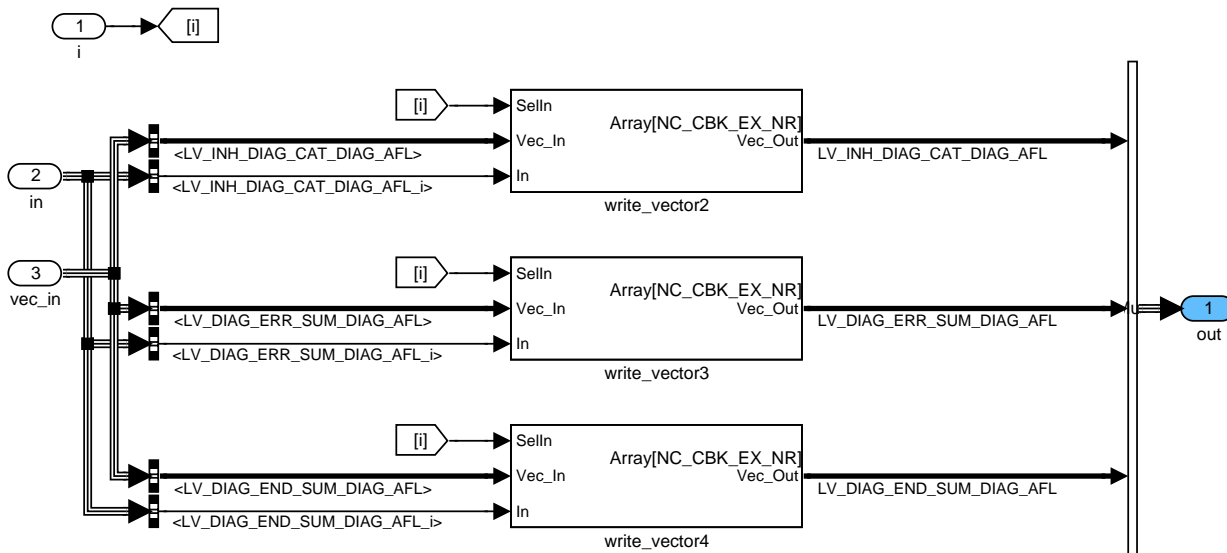 1
[i]
i
[i]
SelIn
Array[NC_CBK_EX_NR]
Vec_In
Vec_Out
<LV_INH_DIAG_CAT_DIAG_AFL>
LV_INH_DIAG_CAT_DIAG_AFL
2
In
<LV_INH_DIAG_CAT_DIAG_AFL_i>
in
write_vector2
3
[i]
SelIn
vec_in
Array[NC_CBK_EX_NR]
Vec_In
Vec_Out
1
<LV_DIAG_ERR_SUM_DIAG_AFL>
LV_DIAG_ERR_SUM_DIAG_AFL
out
In
<LV_DIAG_ERR_SUM_DIAG_AFL_i>
write_vector3
[i]
SelIn
Array[NC_CBK_EX_NR]
Vec_In
Vec_Out
<LV_DIAG_END_SUM_DIAG_AFL>
LV_DIAG_END_SUM_DIAG_AFL
In
<LV_DIAG_END_SUM_DIAG_AFL_i>
write_vector4